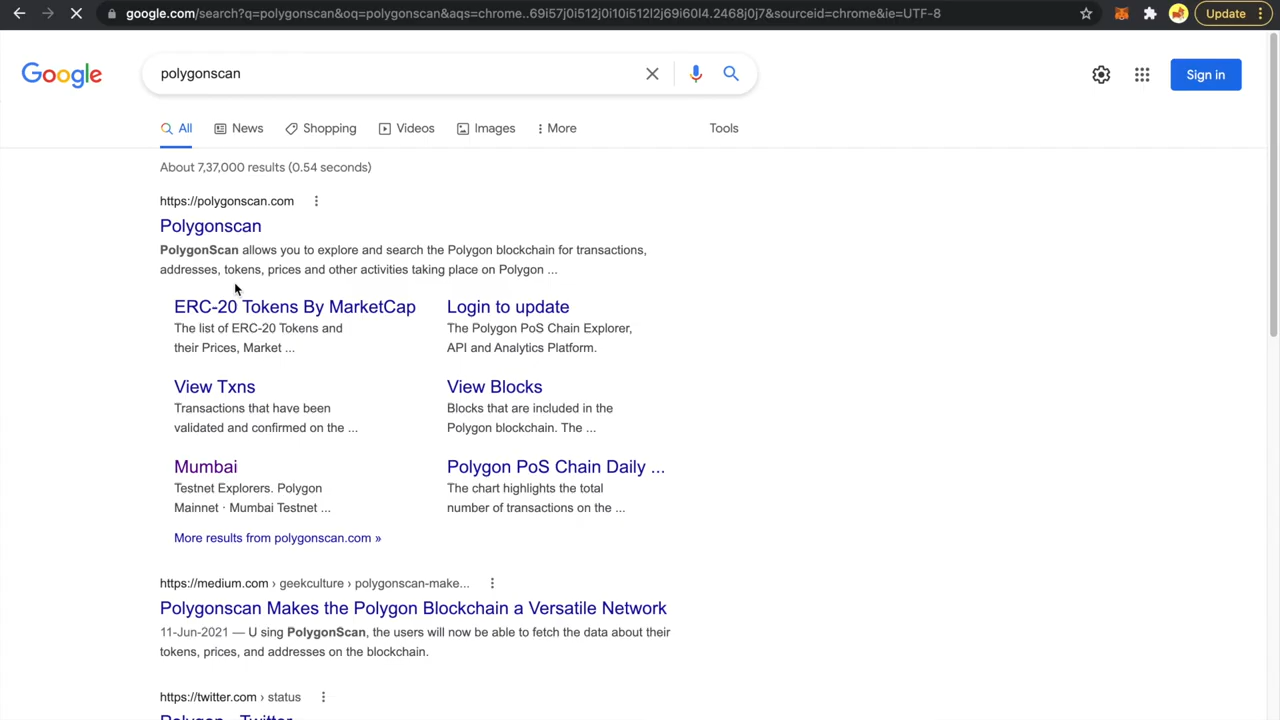 google.com/search?q=polygonscan&oq=polygonscan&aqs=chrome..69i57j0i512j0i10i512l2j69i60l4.2468j0j7&sourceid=chrome&ie=UTF-8
Update
Google
polygonscan
Sign in
All
News
Shopping
Videos
Images
More
Tools
About 7,37,000 results (0.54 seconds)
https://polygonscan.com
Polygonscan
PolygonScan allows you to explore and search the Polygon blockchain for transactions,
addresses, tokens, prices and other activities taking place on Polygon ...
ERC-20 Tokens By MarketCap
The list of ERC-20 Tokens and
their Prices, Market ...
Login to update
The Polygon PoS Chain Explorer,
API and Analytics Platform.
View Txns
Transactions that have been
validated and confirmed on the ...
View Blocks
Blocks that are included in the
Polygon blockchain. The ...
Mumbai
Testnet Explorers. Polygon
Mainnet · Mumbai Testnet ...
Polygon PoS Chain Daily ...
The chart highlights the total
number of transactions on the ...
More results from polygonscan.com »
https://medium.com › geekculture › polygonscan-make...
Polygonscan Makes the Polygon Blockchain a Versatile Network
11-Jun-2021 — U sing PolygonScan, the users will now be able to fetch the data about their
tokens, prices, and addresses on the blockchain.
https://twitter.com › status
Polygon - Twitter